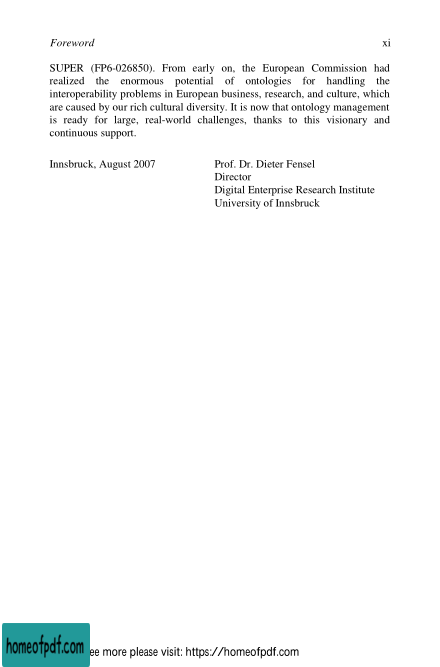 Foreword xi
SUPER (FP6-026850). From early on, the European Commission had
realized the enormous potential of ontologies for handling the
interoperability problems in European business, research, and culture, which
are caused by our rich cultural diversity. It is now that ontology management
is ready for large, real-world challenges, thanks to this visionary and
continuous support.
Innsbruck, August 2007 Prof. Dr. Dieter Fensel
Director
Digital Enterprise Research Institute
University of Innsbruck
homeofpdf.com ee more please visit: https://homeofpdf.com